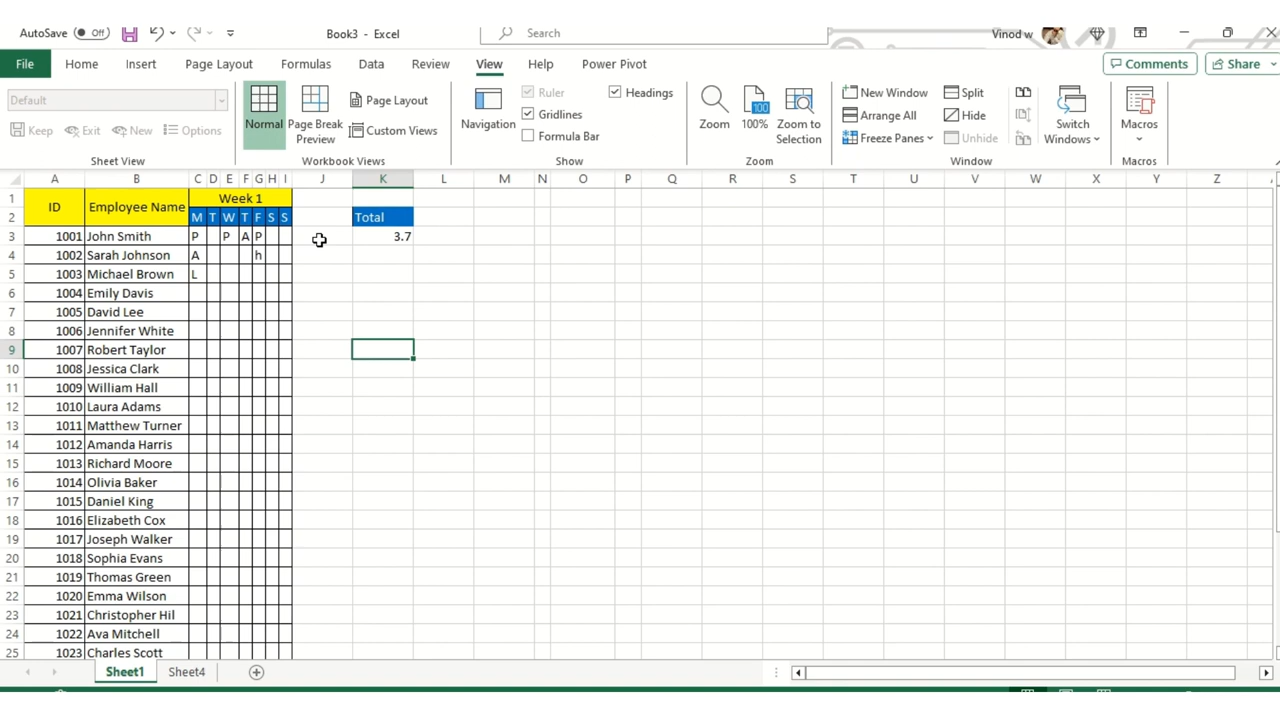 AutoSave Off Book3 - Excel Search Vinod w
File Home Insert Page Layout Formulas Data Review View Help Power Pivot Comments Share
Default
Keep Exit New Options
Sheet View
Normal
Page Break Preview
Page Layout
Custom Views
Workbook Views
Navigation
Ruler
Gridlines
Formula Bar
Headings
Show
Zoom
100
100%
Zoom to Selection
Zoom
New Window
Arrange All
Freeze Panes
Split
Hide
Unhide
Switch Windows
Window
Macros
Macros
A B C D E F G H I J K L M N O P Q R S T U V W X Y Z
1 ID Employee Name Week 1
2 M T W T F S S Total
3 1001 John Smith P P A P 3.7
4 1002 Sarah Johnson A h
5 1003 Michael Brown L
6 1004 Emily Davis
7 1005 David Lee
8 1006 Jennifer White
9 1007 Robert Taylor
10 1008 Jessica Clark
11 1009 William Hall
12 1010 Laura Adams
13 1011 Matthew Turner
14 1012 Amanda Harris
15 1013 Richard Moore
16 1014 Olivia Baker
17 1015 Daniel King
18 1016 Elizabeth Cox
19 1017 Joseph Walker
20 1018 Sophia Evans
21 1019 Thomas Green
22 1020 Emma Wilson
23 1021 Christopher Hil
24 1022 Ava Mitchell
25 1023 Charles Scott
Sheet1 Sheet4